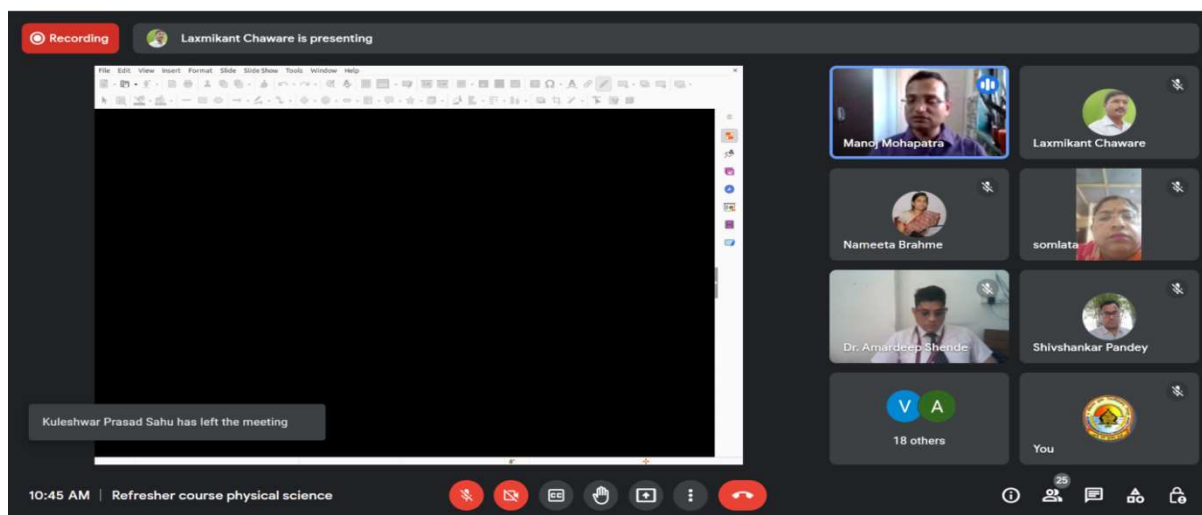 Recording
Laxmikant Chaware is presenting
File Edit View Insert Format Slide Slide Show Tools Window Help
Manoj Mohapatra
Laxmikant Chaware
Nameeta Brahme
somlata
Dr. Amardeep Shende
Shivshankar Pandey
V A
18 others
You
Kuleshwar Prasad Sahu has left the meeting
10:45 AM | Refresher course physical science
CC
25